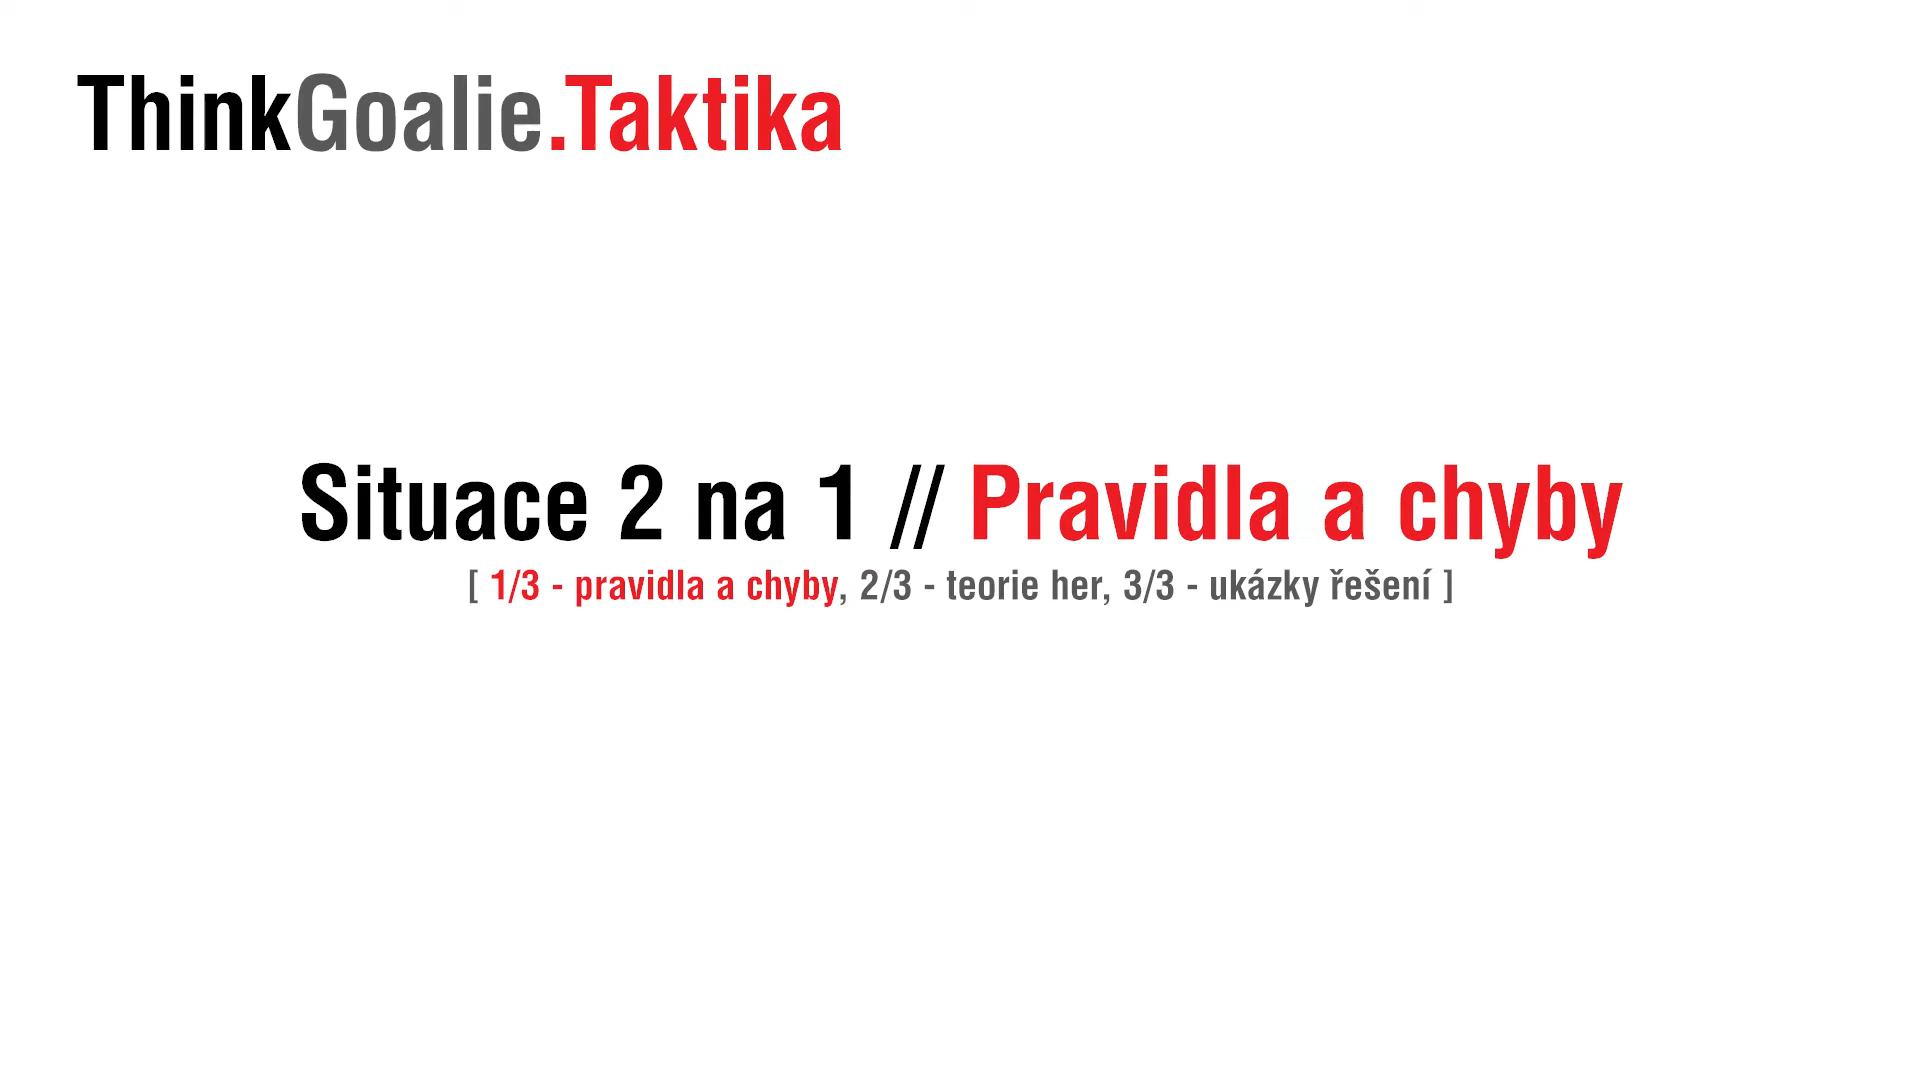 ThinkGoalie.Taktika
Situace 2 na 1 // Pravidla a chyby
[ 1/3 - pravidla a chyby, 2/3 - teorie her, 3/3 - ukázky řešení ]